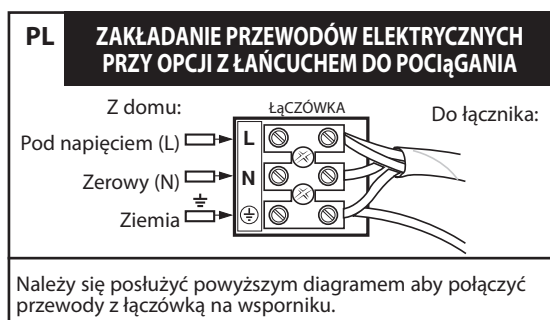 PL
ZAKŁADANIE PRZEWODÓW ELEKTRYCZNYCH
PRZY OPCJI Z ŁAŃCUCHEM DO POCIąGANIA
Z domu:
ŁąCZÓWKA
Do łącznika:
Pod napięciem (L)
L
Zerowy (N)
N
Ziemia
Należy się posłużyć powyższym diagramem aby połączyć
przewody z łączówką na wsporniku.